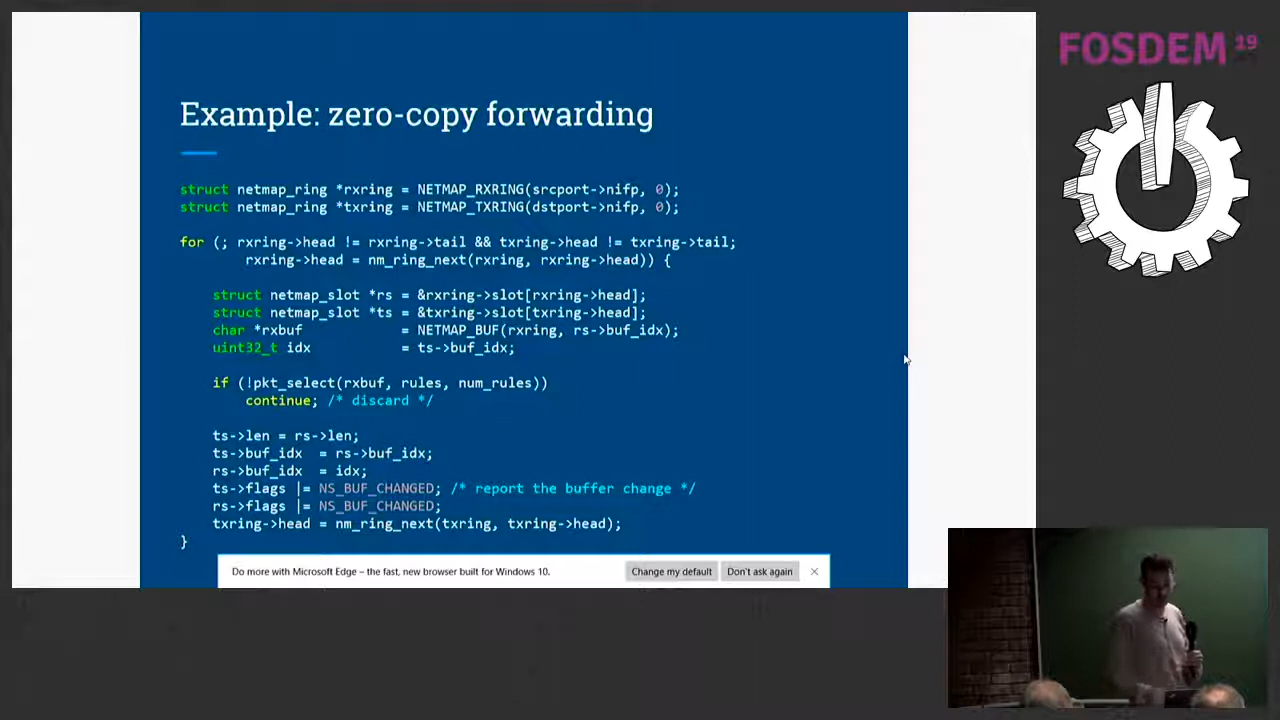 FOSDEM 19
Example: zero-copy forwarding
struct netmap_ring *rxring = NETMAP_RXRING(srcport->nifp, 0);
struct netmap_ring *txring = NETMAP_TXRING(dstport->nifp, 0);
for (; rxring->head != rxring->tail && txring->head != txring->tail;
rxring->head = nm_ring_next(rxring, rxring->head)) {
struct netmap_slot *rs = &rxring->slot[rxring->head];
struct netmap_slot *ts = &txring->slot[txring->head];
char *rxbuf = NETMAP_BUF(rxring, rs->buf_idx);
uint32_t idx = ts->buf_idx;
if (!pkt_select(rxbuf, rules, num_rules))
continue; /* discard */
ts->len = rs->len;
ts->buf_idx = rs->buf_idx;
rs->buf_idx = idx;
ts->flags |= NS_BUF_CHANGED; /* report the buffer change */
rs->flags |= NS_BUF_CHANGED;
txring->head = nm_ring_next(txring, txring->head);
}
Do more with Microsoft Edge – the fast, new browser built for Windows 10.
Change my default
Don't ask again